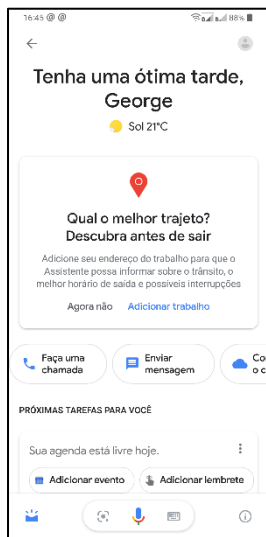 16:45 @ @ 88%
Tenha uma ótima tarde,
George
Sol 21°C
Qual o melhor trajeto?
Descubra antes de sair
Adicione seu endereço do trabalho para que o
Assistente possa informar sobre o trânsito, o
melhor horário de saída e possíveis interrupções
Agora não Adicionar trabalho
Faça uma
chamada
Enviar
mensagem
Co
o c
PRÓXIMAS TAREFAS PARA VOCÊ
Sua agenda está livre hoje.
Adicionar evento Adicionar lembrete